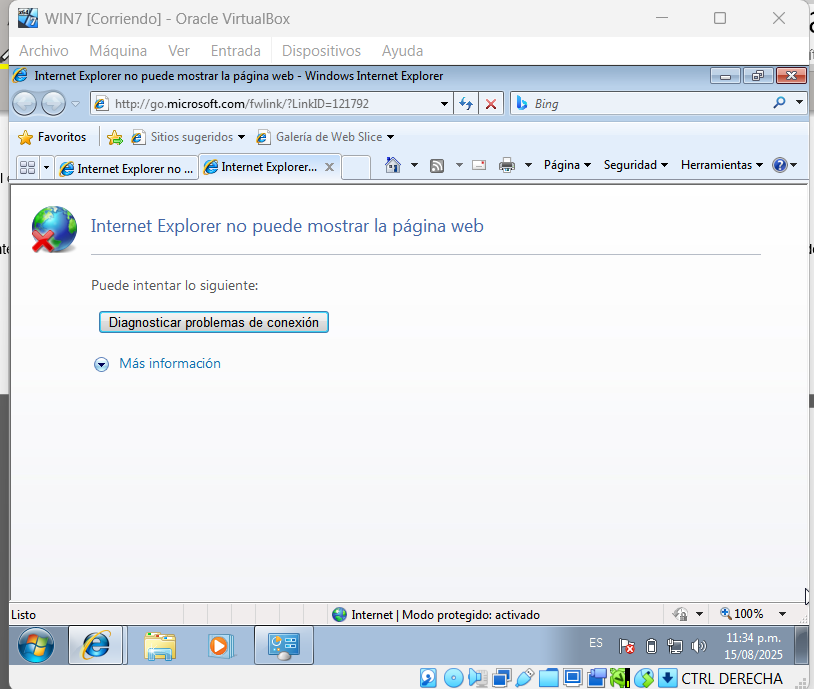 WIN7 [Corriendo] - Oracle VirtualBox
Archivo Máquina Ver Entrada Dispositivos Ayuda
Internet Explorer no puede mostrar la página web - Windows Internet Explorer
http://go.microsoft.com/fwlink/?LinkID=121792 Bing
Favoritos Sitios sugeridos Galería de Web Slice
Internet Explorer no ... Internet Explorer... Página Seguridad Herramientas
Internet Explorer no puede mostrar la página web
Puede intentar lo siguiente:
Diagnosticar problemas de conexión
Más información
Listo Internet | Modo protegido: activado 100%
ES 11:34 p.m.
15/08/2025
CTRL DERECHA